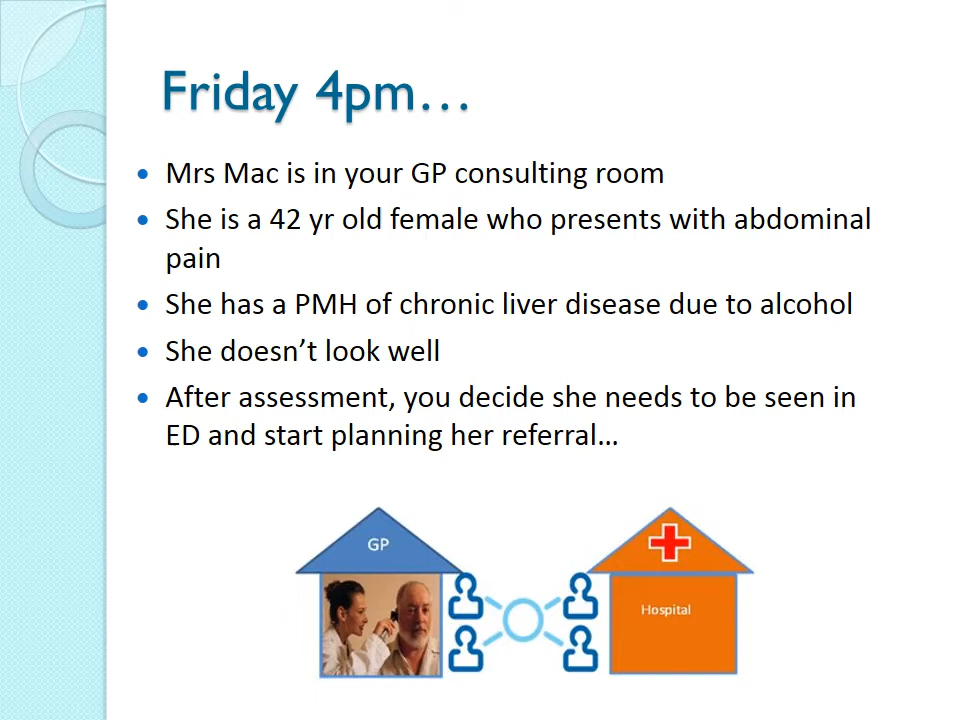 Friday 4pm…
• Mrs Mac is in your GP consulting room
• She is a 42 yr old female who presents with abdominal
pain
• She has a PMH of chronic liver disease due to alcohol
• She doesn’t look well
• After assessment, you decide she needs to be seen in
ED and start planning her referral…
GP
Hospital